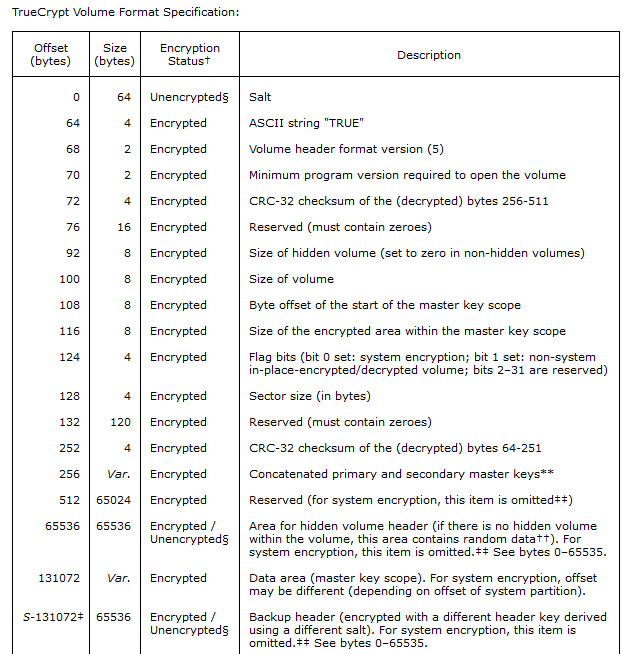 TrueCrypt Volume Format Specification:
Offset (bytes) Size (bytes) Encryption Status† Description
0 64 Unencrypted§ Salt
64 4 Encrypted ASCII string "TRUE"
68 2 Encrypted Volume header format version (5)
70 2 Encrypted Minimum program version required to open the volume
72 4 Encrypted CRC-32 checksum of the (decrypted) bytes 256-511
76 16 Encrypted Reserved (must contain zeroes)
92 8 Encrypted Size of hidden volume (set to zero in non-hidden volumes)
100 8 Encrypted Size of volume
108 8 Encrypted Byte offset of the start of the master key scope
116 8 Encrypted Size of the encrypted area within the master key scope
124 4 Encrypted Flag bits (bit 0 set: system encryption; bit 1 set: non-system
in-place-encrypted/decrypted volume; bits 2–31 are reserved)
128 4 Encrypted Sector size (in bytes)
132 120 Encrypted Reserved (must contain zeroes)
252 4 Encrypted CRC-32 checksum of the (decrypted) bytes 64-251
256 Var. Encrypted Concatenated primary and secondary master keys**
512 65024 Encrypted Reserved (for system encryption, this item is omitted‡‡)
65536 65536 Encrypted / Unencrypted§ Area for hidden volume header (if there is no hidden volume
within the volume, this area contains random data††). For
system encryption, this item is omitted.‡‡ See bytes 0–65535.
131072 Var. Encrypted Data area (master key scope). For system encryption, offset
may be different (depending on offset of system partition).
S-131072‡ 65536 Encrypted / Unencrypted§ Backup header (encrypted with a different header key derived
using a different salt). For system encryption, this item is
omitted.‡‡ See bytes 0–65535.